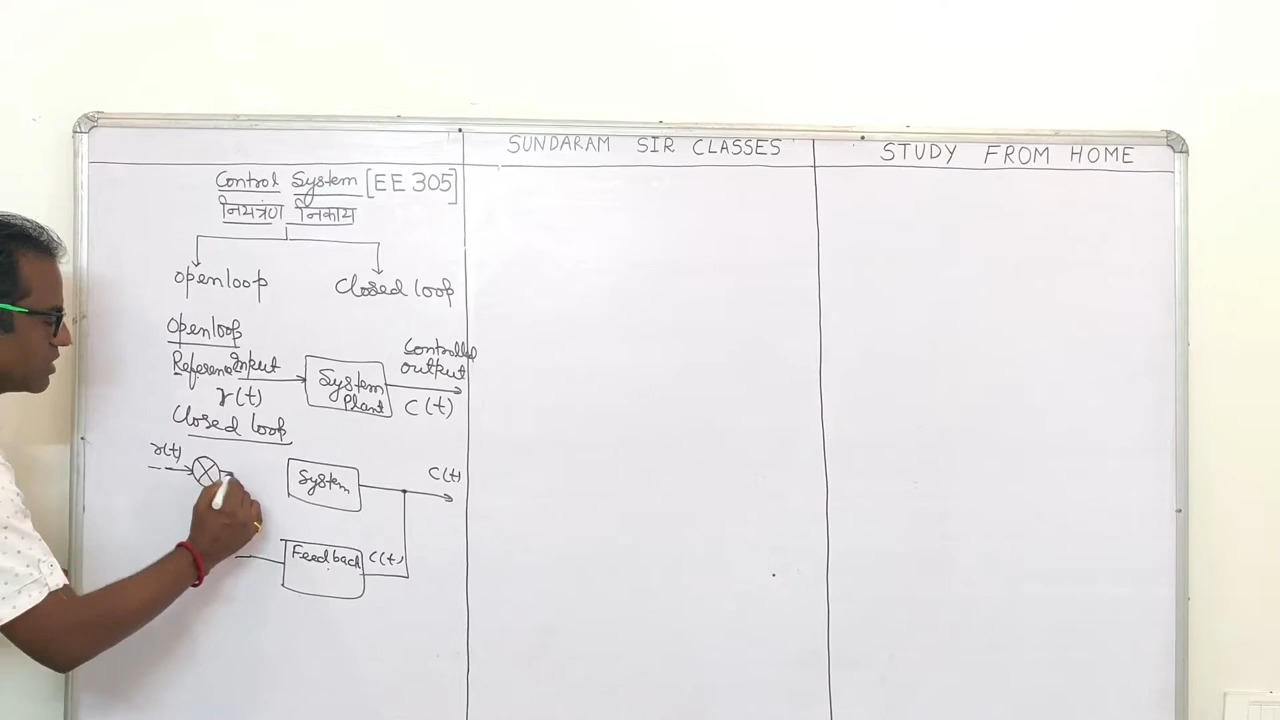 SUNDARAM SIR CLASSES
STUDY FROM HOME
Control System [EE 305]
नियत्रण निकाय
openloop
Closed loop
Openloop
Reference Input
r(t)
System
Plant
Controlled
output
C(t)
Closed loop
r(t)
System
C(t)
Feedback
C(t)